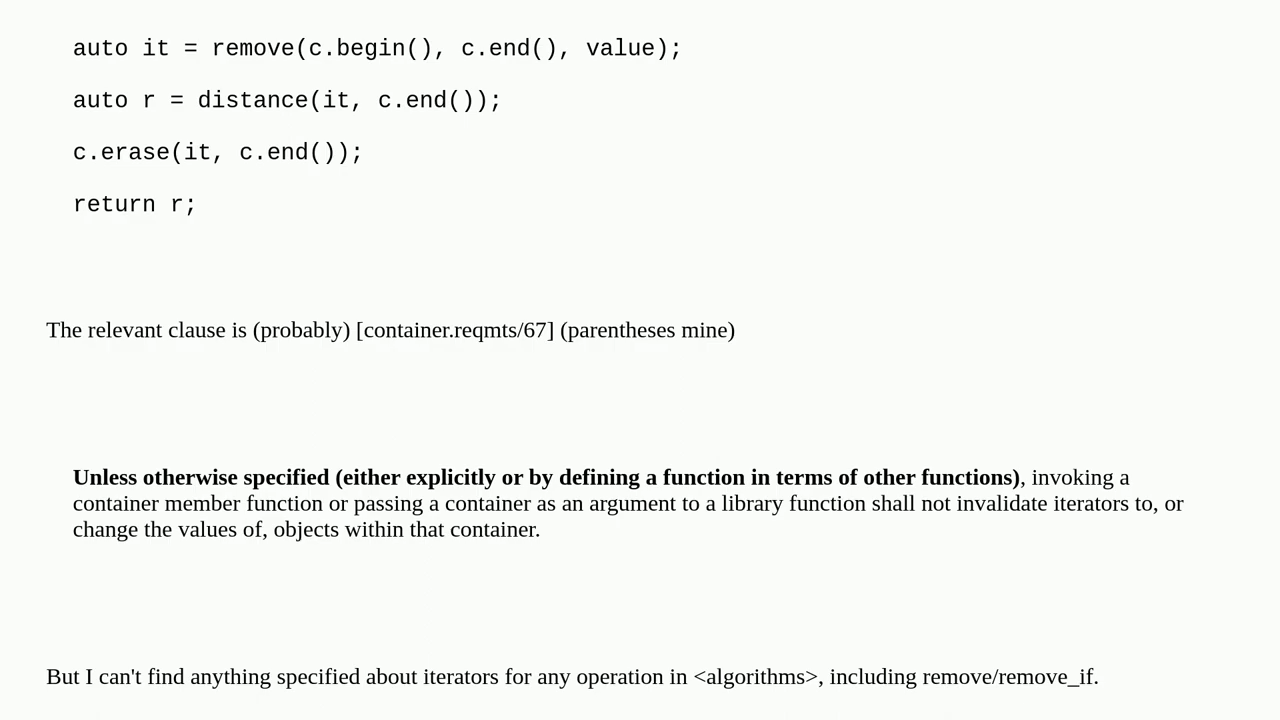 auto it = remove(c.begin(), c.end(), value);
auto r = distance(it, c.end());
c.erase(it, c.end());
return r;
The relevant clause is (probably) [container.reqmts/67] (parentheses mine)
Unless otherwise specified (either explicitly or by defining a function in terms of other functions), invoking a
container member function or passing a container as an argument to a library function shall not invalidate iterators to, or
change the values of, objects within that container.
But I can't find anything specified about iterators for any operation in <algorithms>, including remove/remove_if.